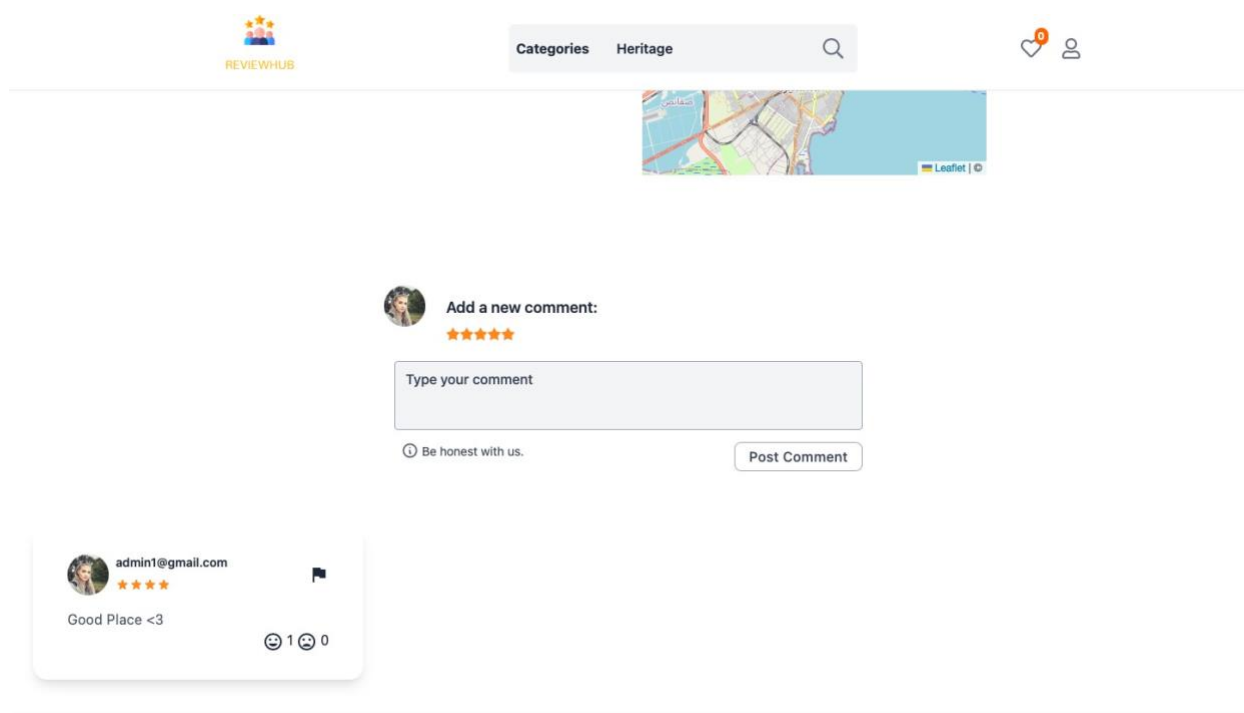 REVIEWHUB
Categories Heritage
0
صفاقص
Leaflet | ©
Add a new comment:
Type your comment
Be honest with us.
Post Comment
admin1@gmail.com
Good Place <3
1 0